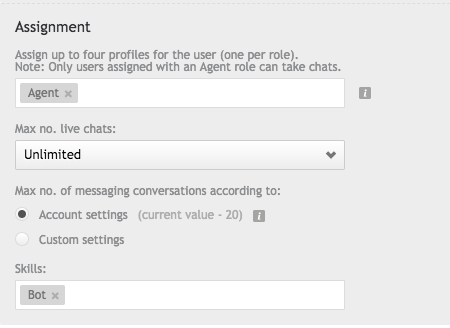 Assignment
Assign up to four profiles for the user (one per role).
Note: Only users assigned with an Agent role can take chats.
Agent ×
i
Max no. live chats:
Unlimited
Max no. of messaging conversations according to:
Account settings (current value - 20) i
Custom settings
Skills:
Bot ×